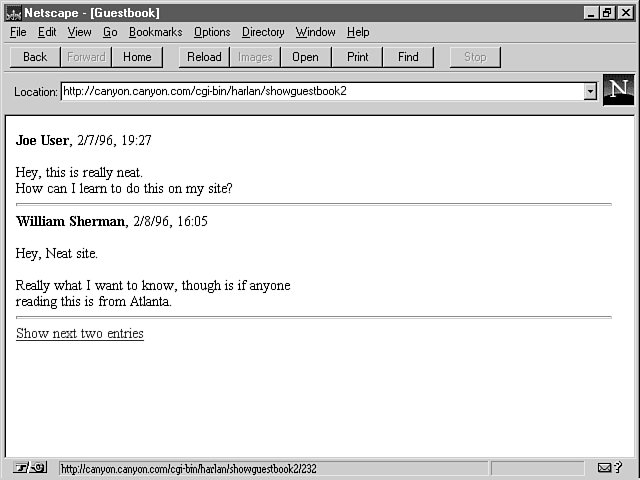 Netscape - [Guestbook]
File Edit View Go Bookmarks Options Directory Window Help
Back Forward Home Reload Images Open Print Find Stop
Location: http://canyon.canyon.com/cgi-bin/harlan/showguestbook2
N
Joe User, 2/7/96, 19:27
Hey, this is really neat.
How can I learn to do this on my site?
William Sherman, 2/8/96, 16:05
Hey, Neat site.
Really what I want to know, though is if anyone
reading this is from Atlanta.
Show next two entries
http://canyon.canyon.com/cgi-bin/harlan/showguestbook2/232
?